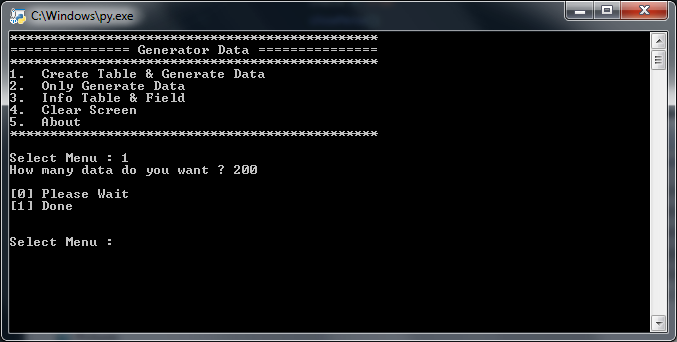 C:\Windows\py.exe
**********************************************
=============== Generator Data ===============
**********************************************
1.  Create Table & Generate Data
2.  Only Generate Data
3.  Info Table & Field
4.  Clear Screen
5.  About
**********************************************
Select Menu : 1
How many data do you want ? 200
[0] Please Wait
[1] Done
Select Menu :